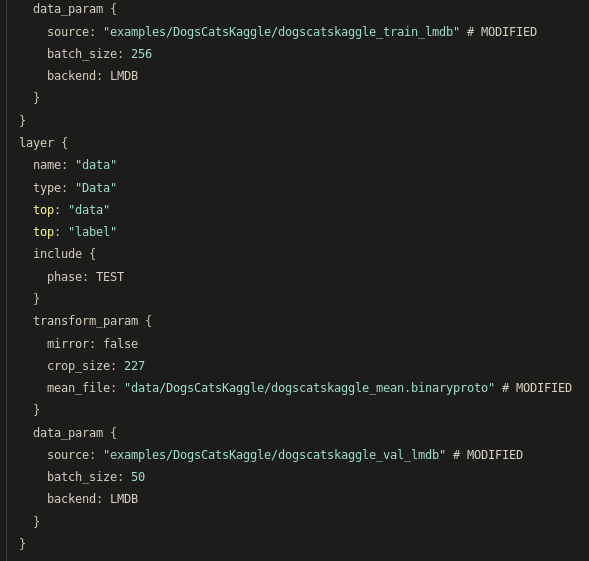 data_param {
    source: "examples/DogsCatsKaggle/dogscatskaggle_train_lmdb" # MODIFIED
    batch_size: 256
    backend: LMDB
  }
}
layer {
  name: "data"
  type: "Data"
  top: "data"
  top: "label"
  include {
    phase: TEST
  }
  transform_param {
    mirror: false
    crop_size: 227
    mean_file: "data/DogsCatsKaggle/dogscatskaggle_mean.binaryproto" # MODIFIED
  }
  data_param {
    source: "examples/DogsCatsKaggle/dogscatskaggle_val_lmdb" # MODIFIED
    batch_size: 50
    backend: LMDB
  }
}